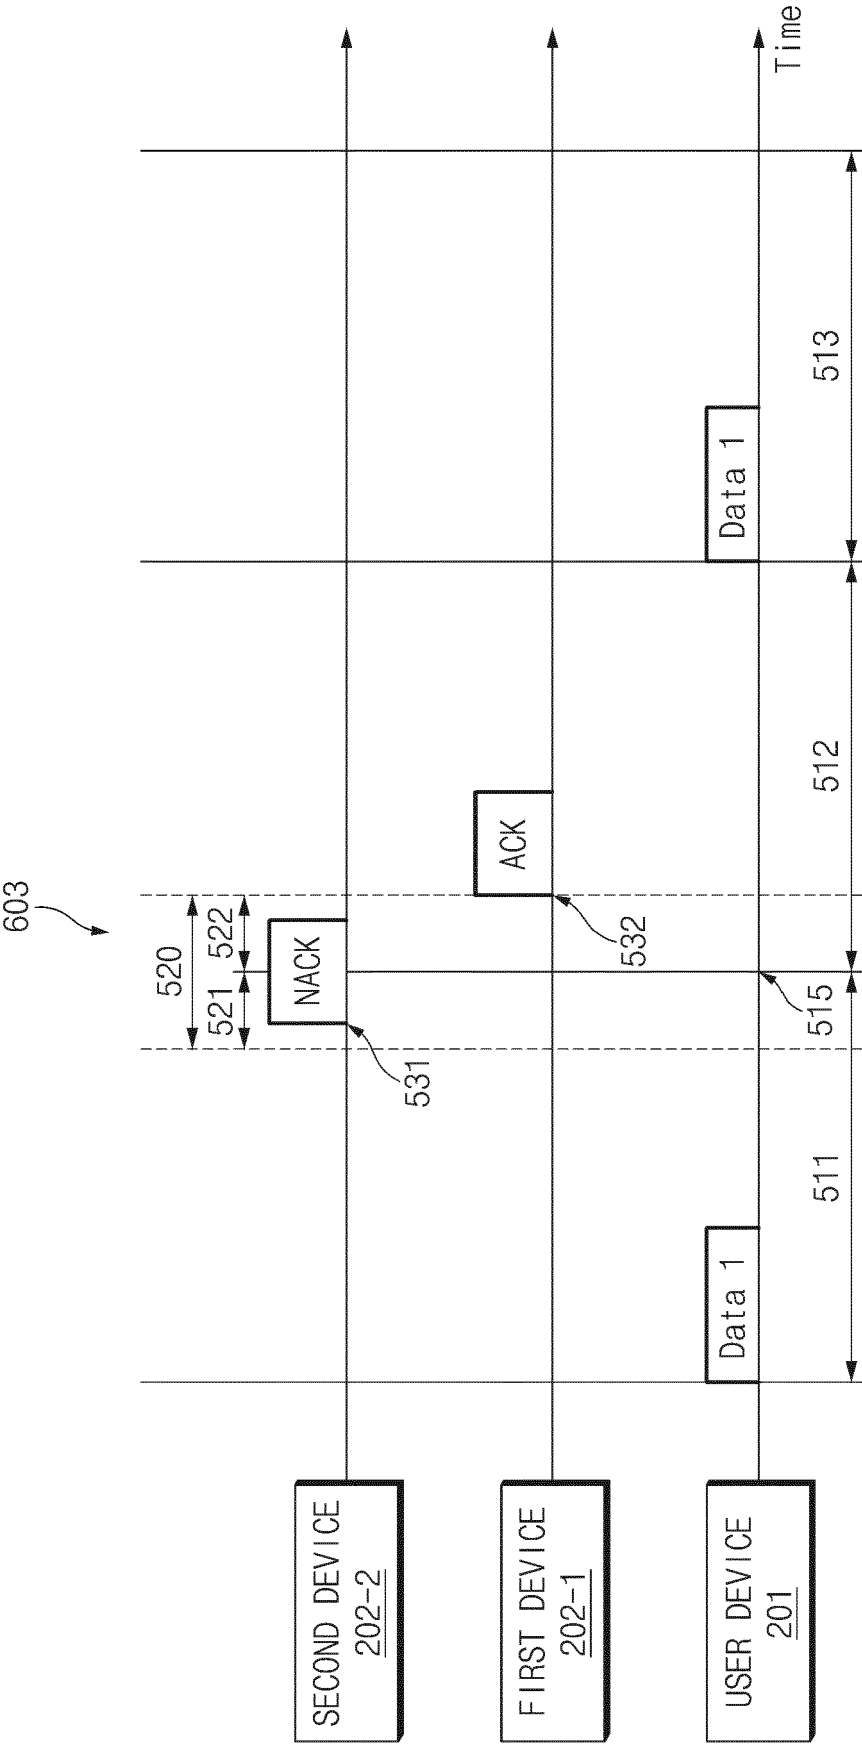 603
520
521
522
SECOND DEVICE
202-2
NACK
531
FIRST DEVICE
202-1
ACK
532
USER DEVICE
201
Data 1
Data 1
Time
515
511
512
513